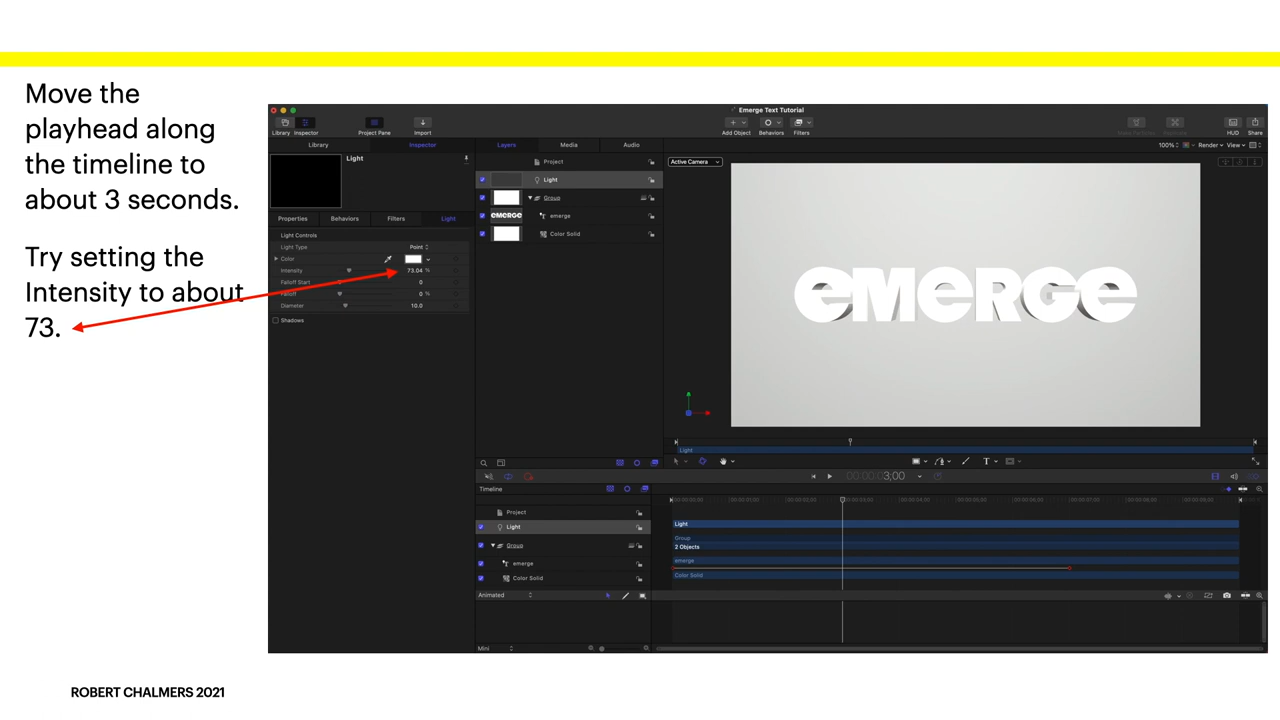 Move the
playhead along
the timeline to
about 3 seconds.
Try setting the
Intensity to about
73.
Emerge Text Tutorial
Library Inspector Project Pane Import Add Object Behaviors Filters HUD Share
Library Inspector Layers Media Audio 100% Render View
Light
Project
Active Camera
Light
Group
emerge
Color Solid
Properties Behaviors Filters Light
Light Controls
Light Type Point
Color
Intensity 73.04 %
Falloff Start 0
Falloff 0 %
Diameter 10.0
Shadows
emerge
Light
T
3;00
Timeline
Project
Light
Group
emerge
Color Solid
Light
Group
2 Objects
emerge
Color Solid
Animated
Mini
ROBERT CHALMERS 2021